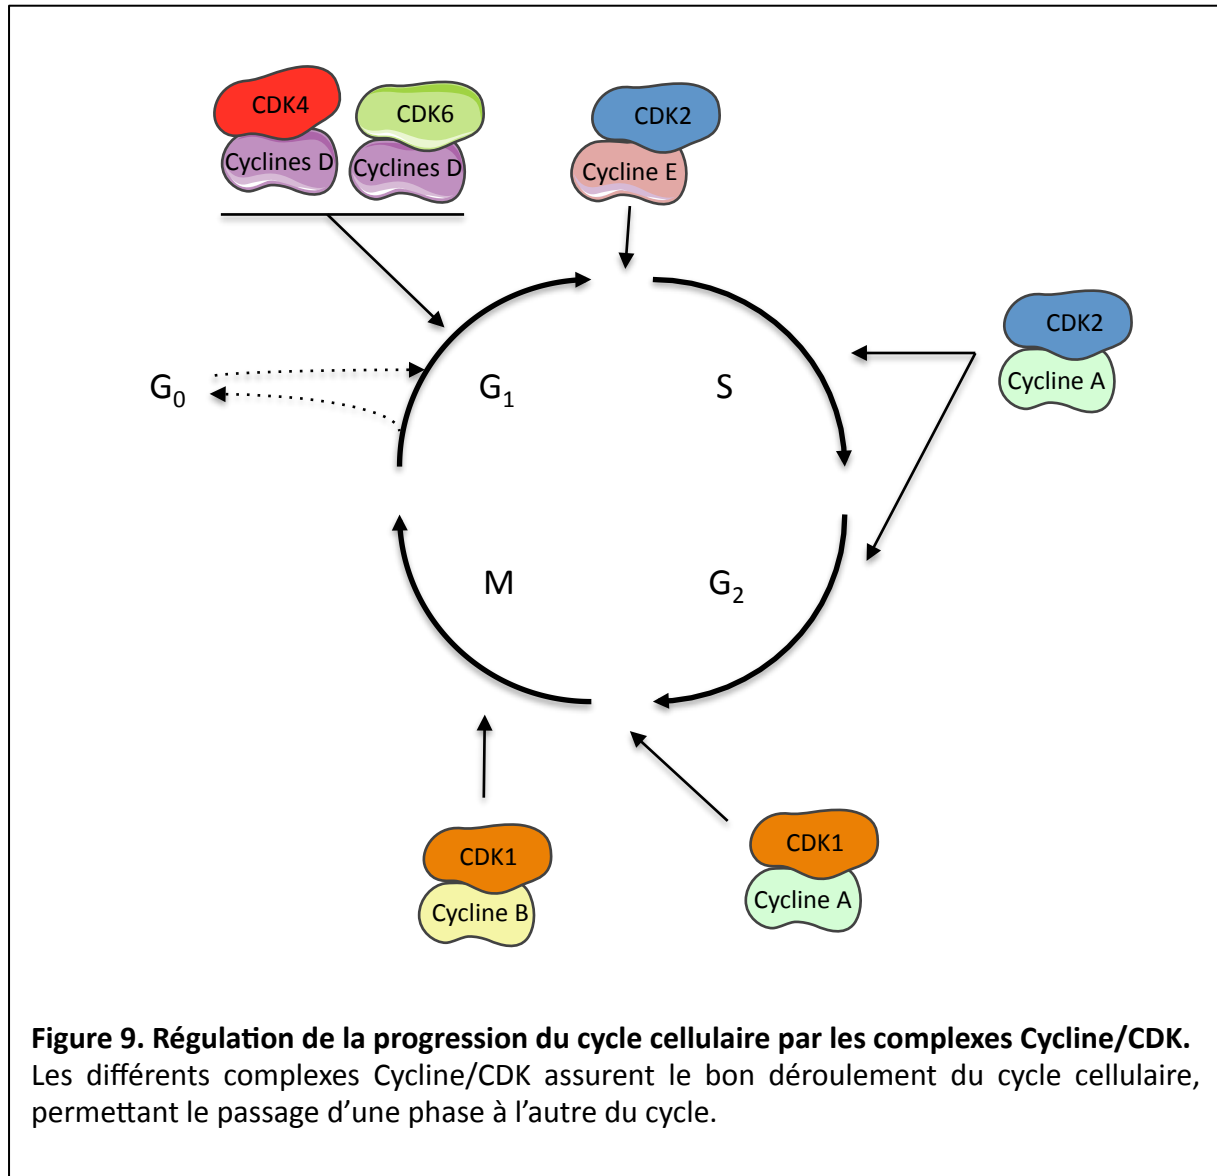 CDK4
Cyclines D
CDK6
Cyclines D
CDK2
Cycline E
CDK2
Cycline A
G0
G1
S
M
G2
CDK1
Cycline B
CDK1
Cycline A
Figure 9. Régulation de la progression du cycle cellulaire par les complexes Cycline/CDK.
Les différents complexes Cycline/CDK assurent le bon déroulement du cycle cellulaire,
permettant le passage d’une phase à l’autre du cycle.